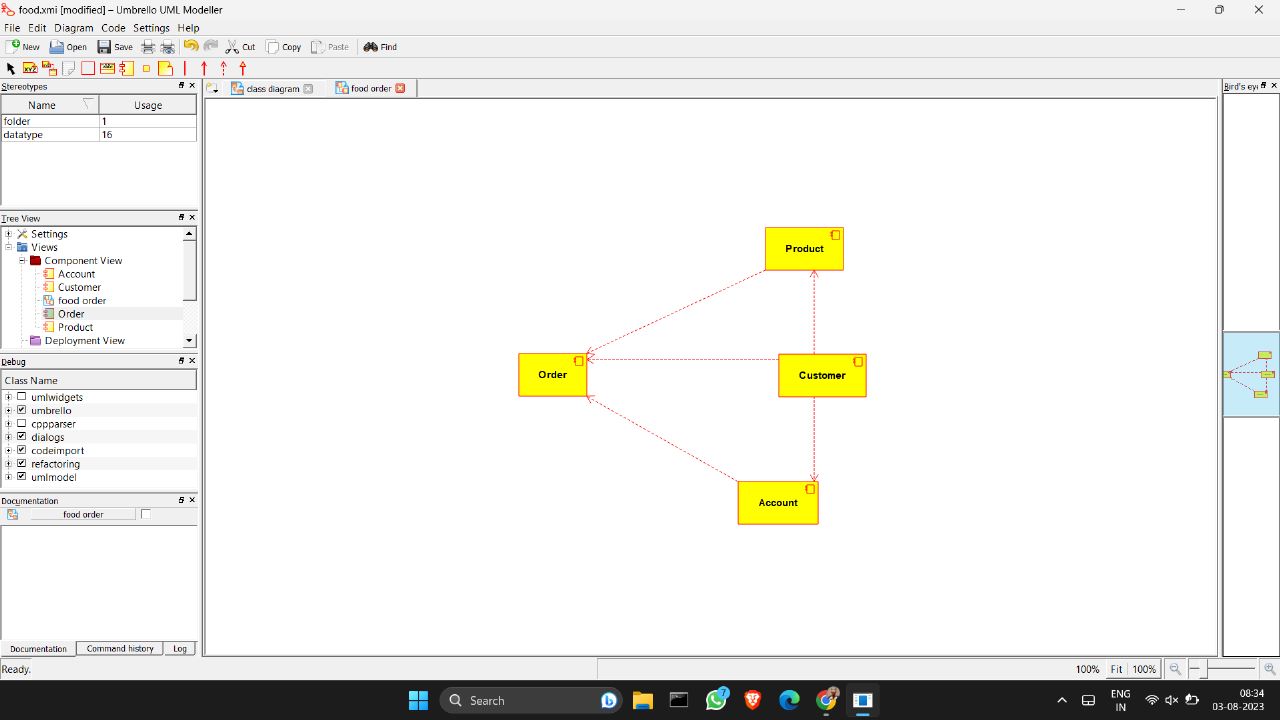 food.xmi [modified] – Umbrello UML Modeller
File Edit Diagram Code Settings Help
New Open Save Cut Copy Paste Find
Stereotypes
Name Usage
folder 1
datatype 16
Tree View
Settings
Views
Component View
Account
Customer
food order
Order
Product
Deployment View
Debug
Class Name
umlwidgets
umbrello
cppparser
dialogs
codeimport
refactoring
umlmodel
Documentation
food order
Documentation Command history Log
Ready.
class diagram food order
Product
Order
Customer
Account
Bird's ey
100% Fit 100%
Search
7
ENG
IN
08:34
03-08-2023